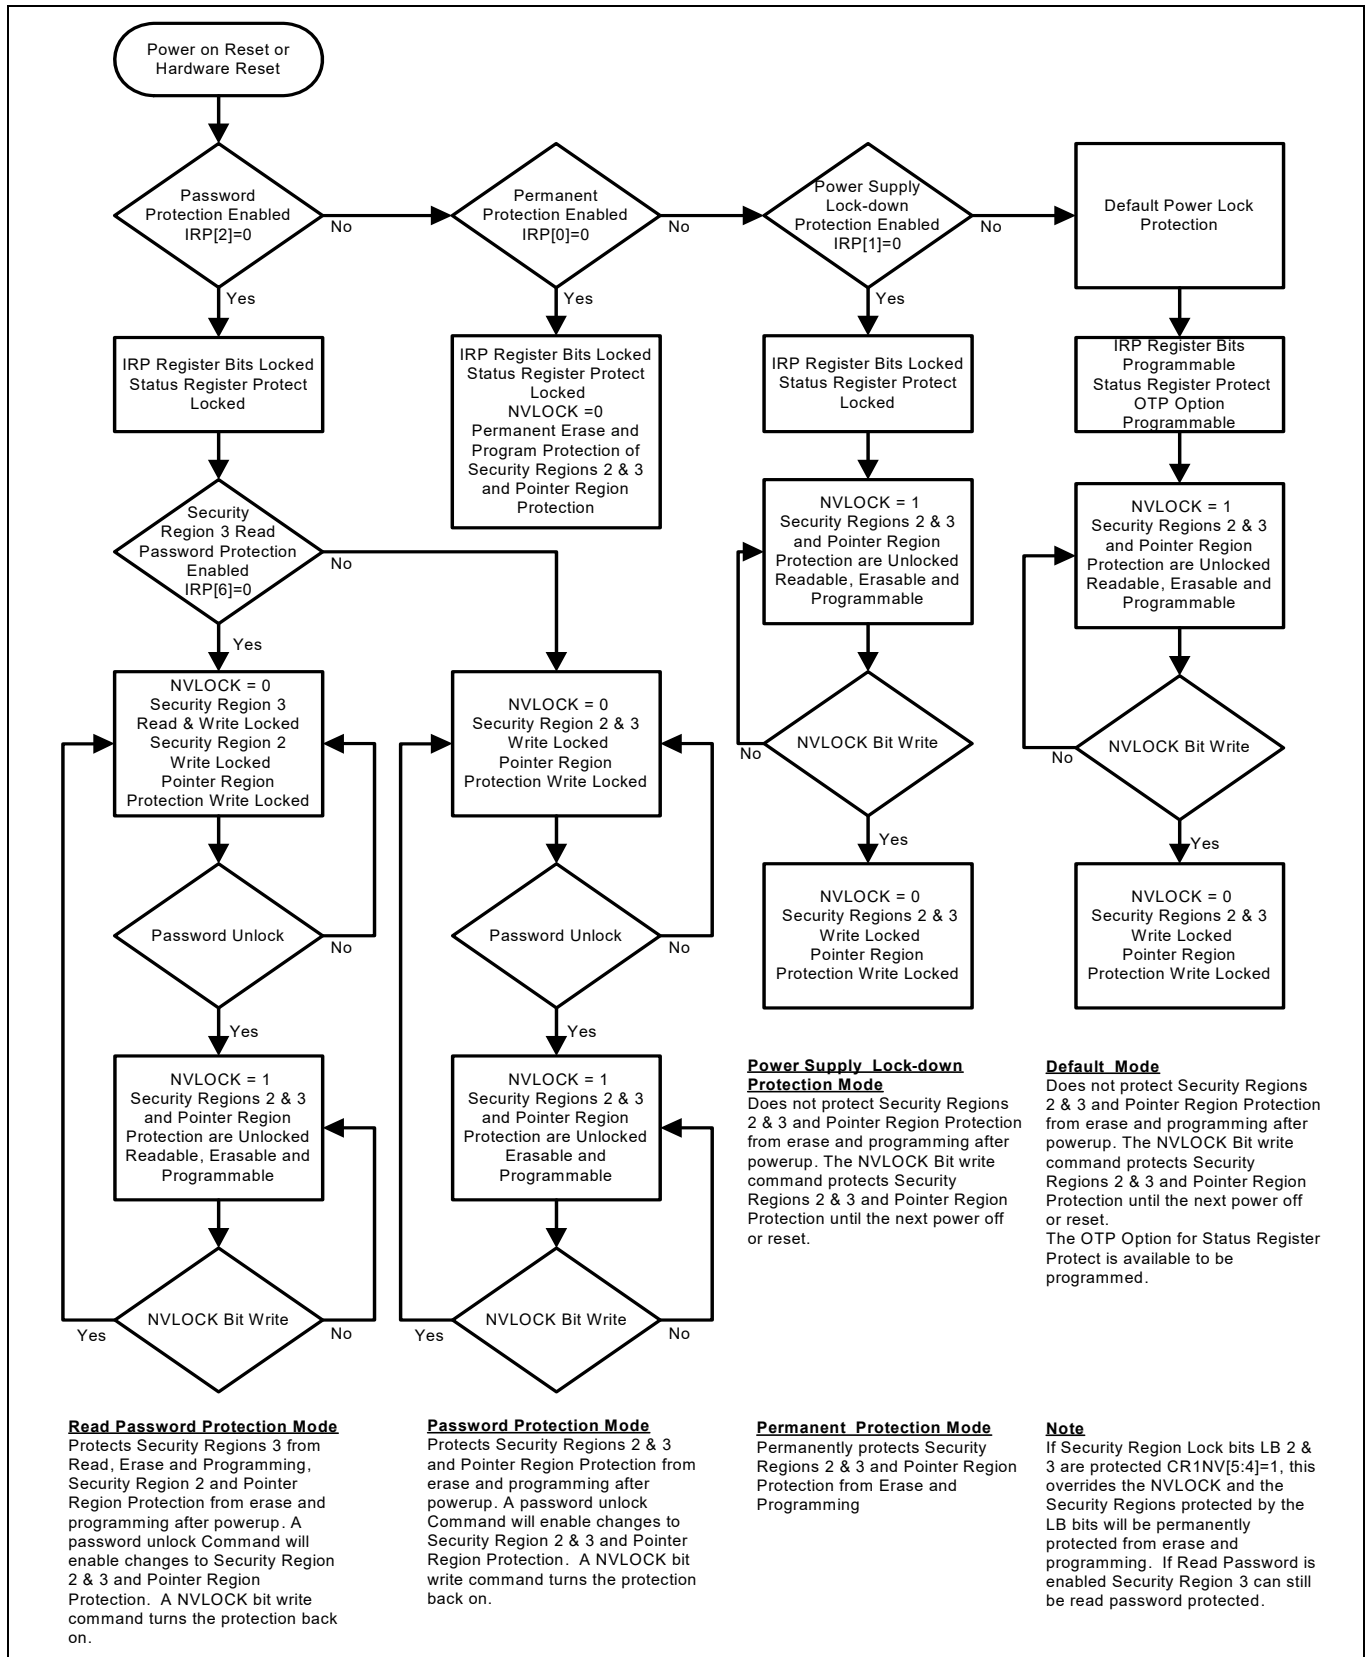 Power on Reset or
Hardware Reset
Password
Protection Enabled
IRP[2]=0
No
Yes
Permanent
Protection Enabled
IRP[0]=0
No
Yes
Power Supply
Lock-down
Protection Enabled
IRP[1]=0
No
Yes
Default Power Lock
Protection
IRP Register Bits Locked
Status Register Protect
Locked
IRP Register Bits Locked
Status Register Protect
Locked
NVLOCK =0
Permanent Erase and
Program Protection of
Security Regions 2 & 3
and Pointer Region
Protection
IRP Register Bits Locked
Status Register Protect
Locked
IRP Register Bits
Programmable
Status Register Protect
OTP Option
Programmable
Security
Region 3 Read
Password Protection
Enabled
IRP[6]=0
No
Yes
NVLOCK = 1
Security Regions 2 & 3
and Pointer Region
Protection are Unlocked
Readable, Erasable and
Programmable
NVLOCK = 1
Security Regions 2 & 3
and Pointer Region
Protection are Unlocked
Readable, Erasable and
Programmable
NVLOCK = 0
Security Region 3
Read & Write Locked
Security Region 2
Write Locked
Pointer Region
Protection Write Locked
NVLOCK = 0
Security Region 2 & 3
Write Locked
Pointer Region
Protection Write Locked
NVLOCK Bit Write
No
Yes
NVLOCK Bit Write
No
Yes
Password Unlock
No
Yes
Password Unlock
No
Yes
NVLOCK = 0
Security Regions 2 & 3
Write Locked
Pointer Region
Protection Write Locked
NVLOCK = 0
Security Regions 2 & 3
Write Locked
Pointer Region
Protection Write Locked
NVLOCK = 1
Security Regions 2 & 3
and Pointer Region
Protection are Unlocked
Readable, Erasable and
Programmable
NVLOCK = 1
Security Regions 2 & 3
and Pointer Region
Protection are Unlocked
Erasable and
Programmable
Power Supply Lock-down
Protection Mode
Does not protect Security Regions
2 & 3 and Pointer Region Protection
from erase and programming after
powerup. The NVLOCK Bit write
command protects Security
Regions 2 & 3 and Pointer Region
Protection until the next power off
or reset.
Default Mode
Does not protect Security Regions
2 & 3 and Pointer Region Protection
from erase and programming after
powerup. The NVLOCK Bit write
command protects Security
Regions 2 & 3 and Pointer Region
Protection until the next power off
or reset.
The OTP Option for Status Register
Protect is available to be
programmed.
NVLOCK Bit Write
Yes
No
NVLOCK Bit Write
Yes
No
Read Password Protection Mode
Protects Security Regions 3 from
Read, Erase and Programming,
Security Region 2 and Pointer
Region Protection from erase and
programming after powerup. A
password unlock Command will
enable changes to Security Region
2 & 3 and Pointer Region
Protection. A NVLOCK bit write
command turns the protection back
on.
Password Protection Mode
Protects Security Regions 2 & 3
and Pointer Region Protection from
erase and programming after
powerup. A password unlock
Command will enable changes to
Security Region 2 & 3 and Pointer
Region Protection. A NVLOCK bit
write command turns the protection
back on.
Permanent Protection Mode
Permanently protects Security
Regions 2 & 3 and Pointer Region
Protection from Erase and
Programming
Note
If Security Region Lock bits LB 2 &
3 are protected CR1NV[5:4]=1, this
overrides the NVLOCK and the
Security Regions protected by the
LB bits will be permanently
protected from erase and
programming. If Read Password is
enabled Security Region 3 can still
be read password protected.